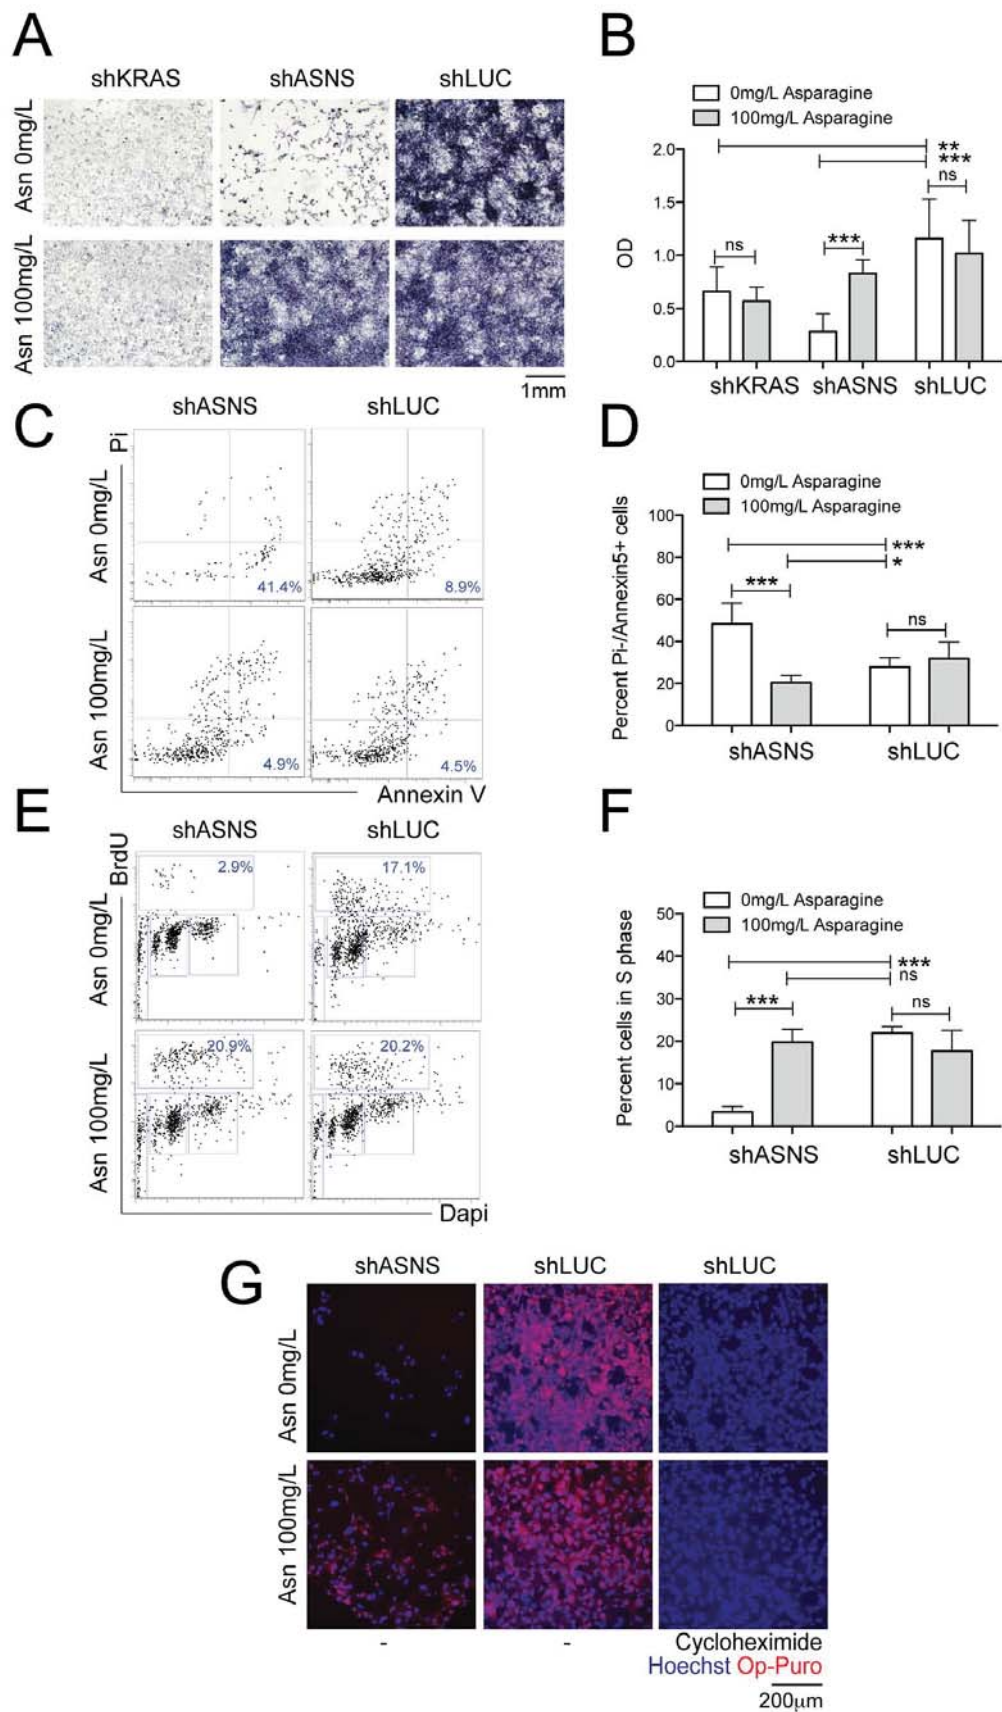 A
shKRAS shASNS shLUC
Asn 0mg/L
Asn 100mg/L
1mm
B
0mg/L Asparagine
100mg/L Asparagine
2.0
1.5
1.0
0.5
0.0
OD
**
***
ns
ns
***
shKRAS shASNS shLUC
C
shASNS shLUC
Pi
Asn 0mg/L
41.4% 8.9%
Asn 100mg/L
4.9% 4.5%
Annexin V
D
0mg/L Asparagine
100mg/L Asparagine
100
80
60
40
20
0
Percent Pi-/Annexin5+ cells
***
*
***
ns
shASNS shLUC
E
shASNS shLUC
BrdU
Asn 0mg/L
2.9% 17.1%
Asn 100mg/L
20.9% 20.2%
Dapi
F
0mg/L Asparagine
100mg/L Asparagine
50
40
30
20
10
0
Percent cells in S phase
***
ns
***
ns
shASNS shLUC
G
shASNS shLUC shLUC
Asn 0mg/L
Asn 100mg/L
- - Cycloheximide
Hoechst Op-Puro
200µm